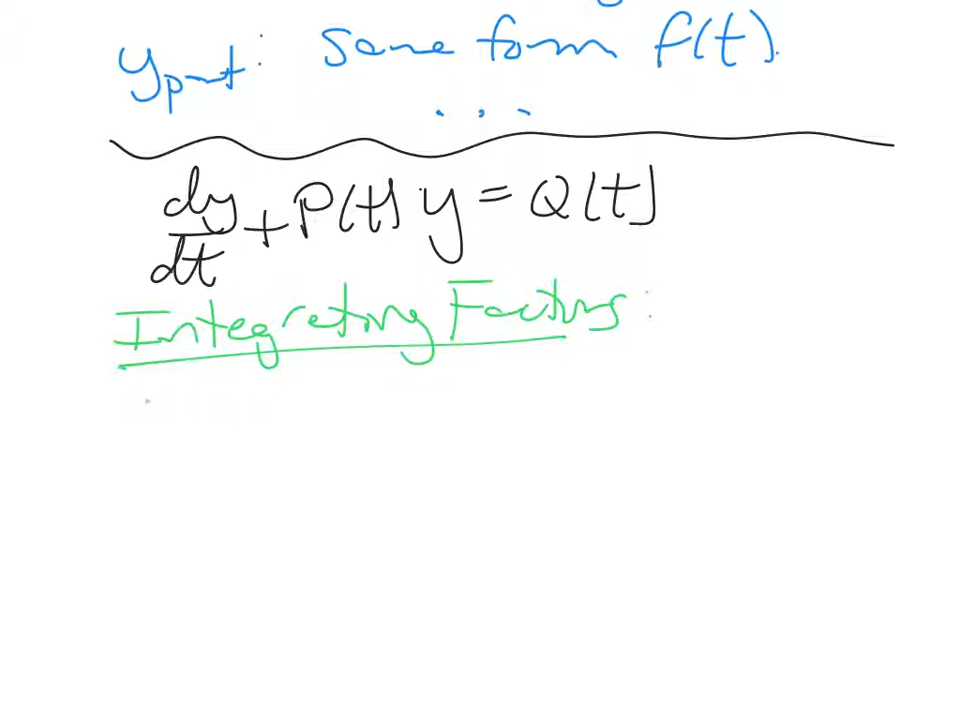 y_part: Same form f(t).
...
dy/dt + P(t) y = Q(t)
Integrating Factors: